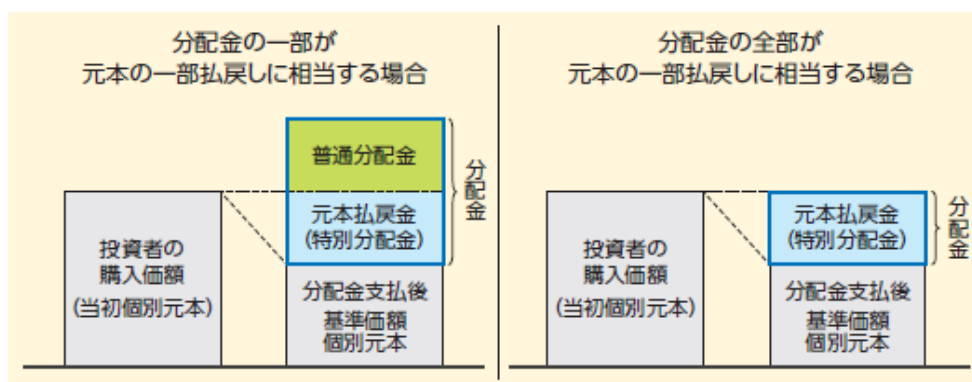 分配金の一部が
元本の一部払戻しに相当する場合
普通分配金
元本払戻金
(特別分配金)
分配金
投資者の
購入価額
(当初個別元本)
分配金支払後
基準価額
個別元本
分配金の全部が
元本の一部払戻しに相当する場合
元本払戻金
(特別分配金)
分配金
投資者の
購入価額
(当初個別元本)
分配金支払後
基準価額
個別元本